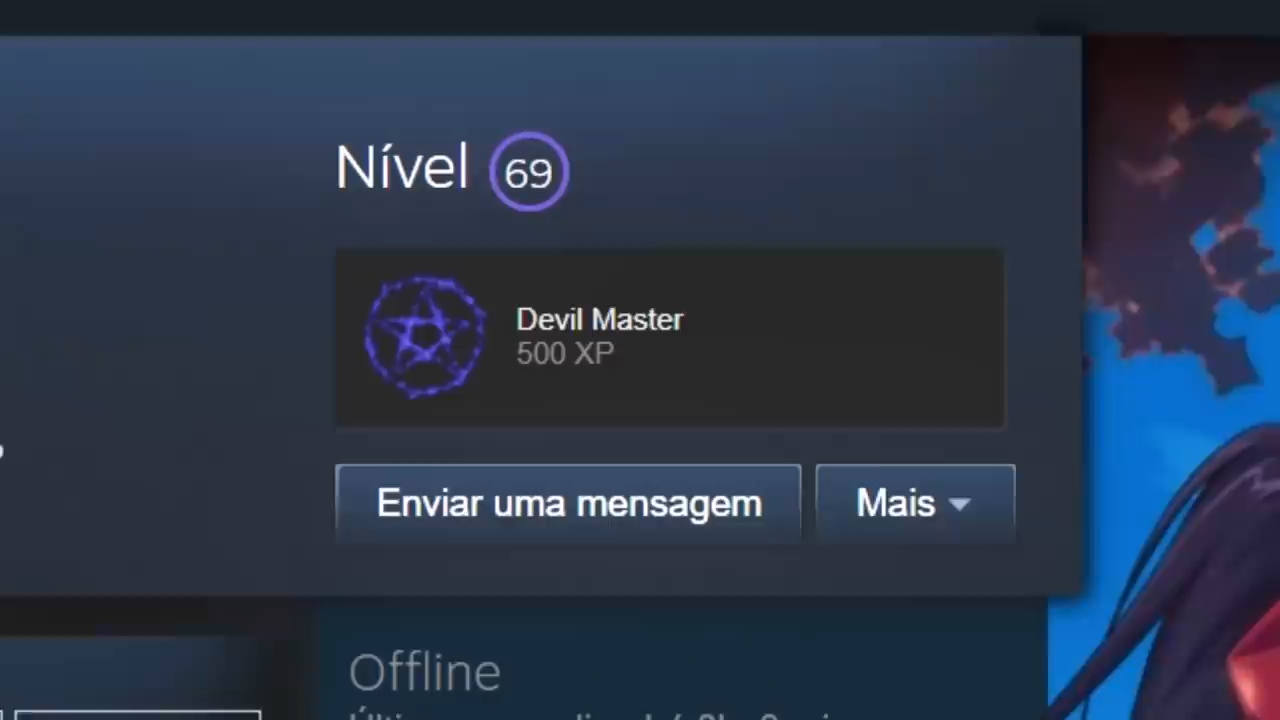 Nível 69
Devil Master
500 XP
Enviar uma mensagem
Mais
Offline